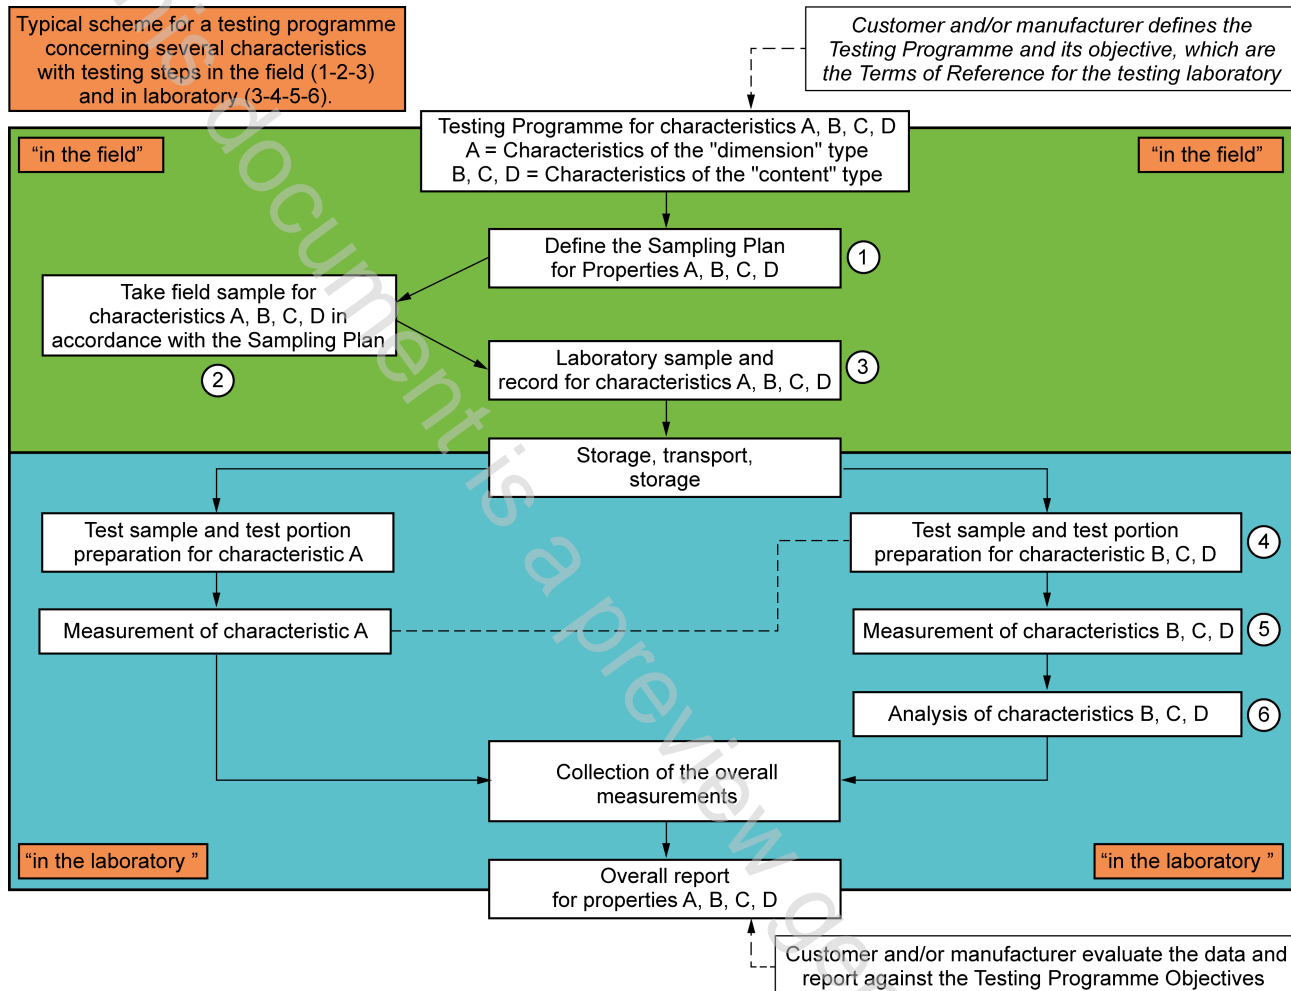 Typical scheme for a testing programme
concerning several characteristics
with testing steps in the field (1-2-3)
and in laboratory (3-4-5-6).
Customer and/or manufacturer defines the
Testing Programme and its objective, which are
the Terms of Reference for the testing laboratory
Testing Programme for characteristics A, B, C, D
A = Characteristics of the "dimension" type
B, C, D = Characteristics of the "content" type
“in the field”
“in the field”
Define the Sampling Plan
for Properties A, B, C, D
1
Take field sample for
characteristics A, B, C, D in
accordance with the Sampling Plan
2
Laboratory sample and
record for characteristics A, B, C, D
3
Storage, transport,
storage
Test sample and test portion
preparation for characteristic A
Test sample and test portion
preparation for characteristic B, C, D
4
Measurement of characteristic A
Measurement of characteristics B, C, D
5
Analysis of characteristics B, C, D
6
Collection of the overall
measurements
“in the laboratory ”
“in the laboratory ”
Overall report
for properties A, B, C, D
Customer and/or manufacturer evaluate the data and
report against the Testing Programme Objectives
this document is a preview ge